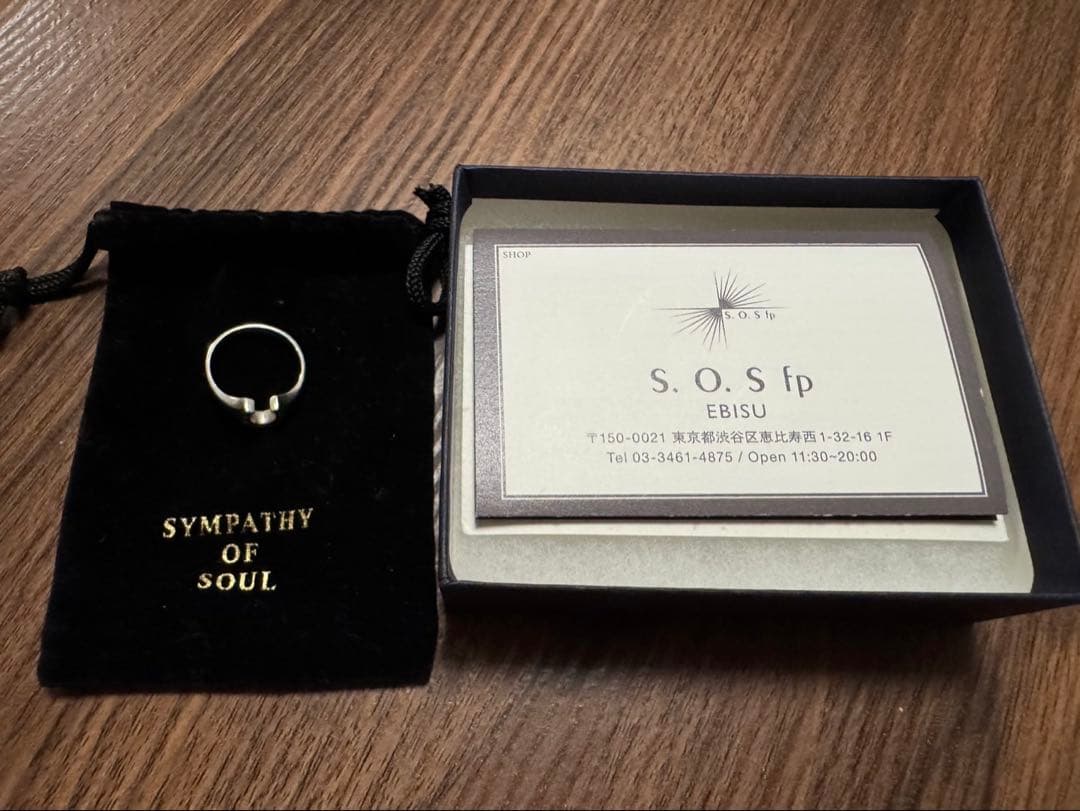 SYMPATHY
OF
SOUL
SHOP
S. O. S fp
S. O. S fp
EBISU
〒150-0021 東京都渋谷区恵比寿西1-32-16 1F
Tel 03-3461-4875 / Open 11:30~20:00